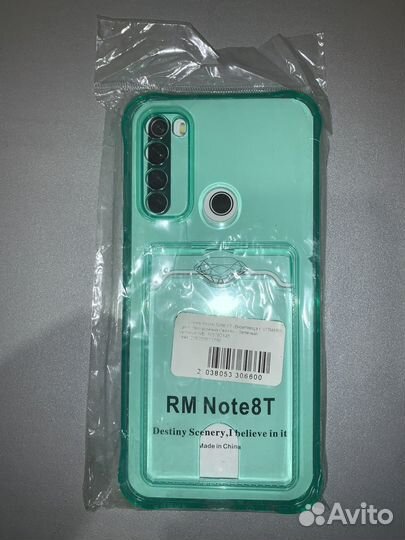 2 038053 306600
RM Note8T
Destiny Scenery,I believe in it
Made in China
Avito